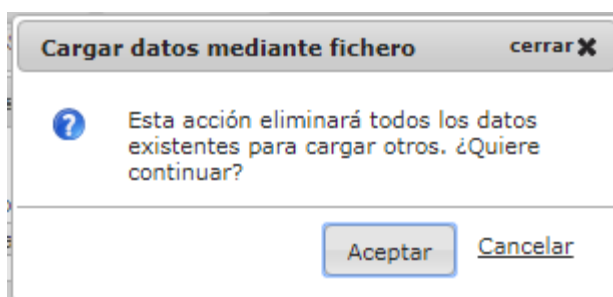 Cargar datos mediante fichero cerrar
Esta acción eliminará todos los datos
existentes para cargar otros. ¿Quiere
continuar?
Aceptar Cancelar